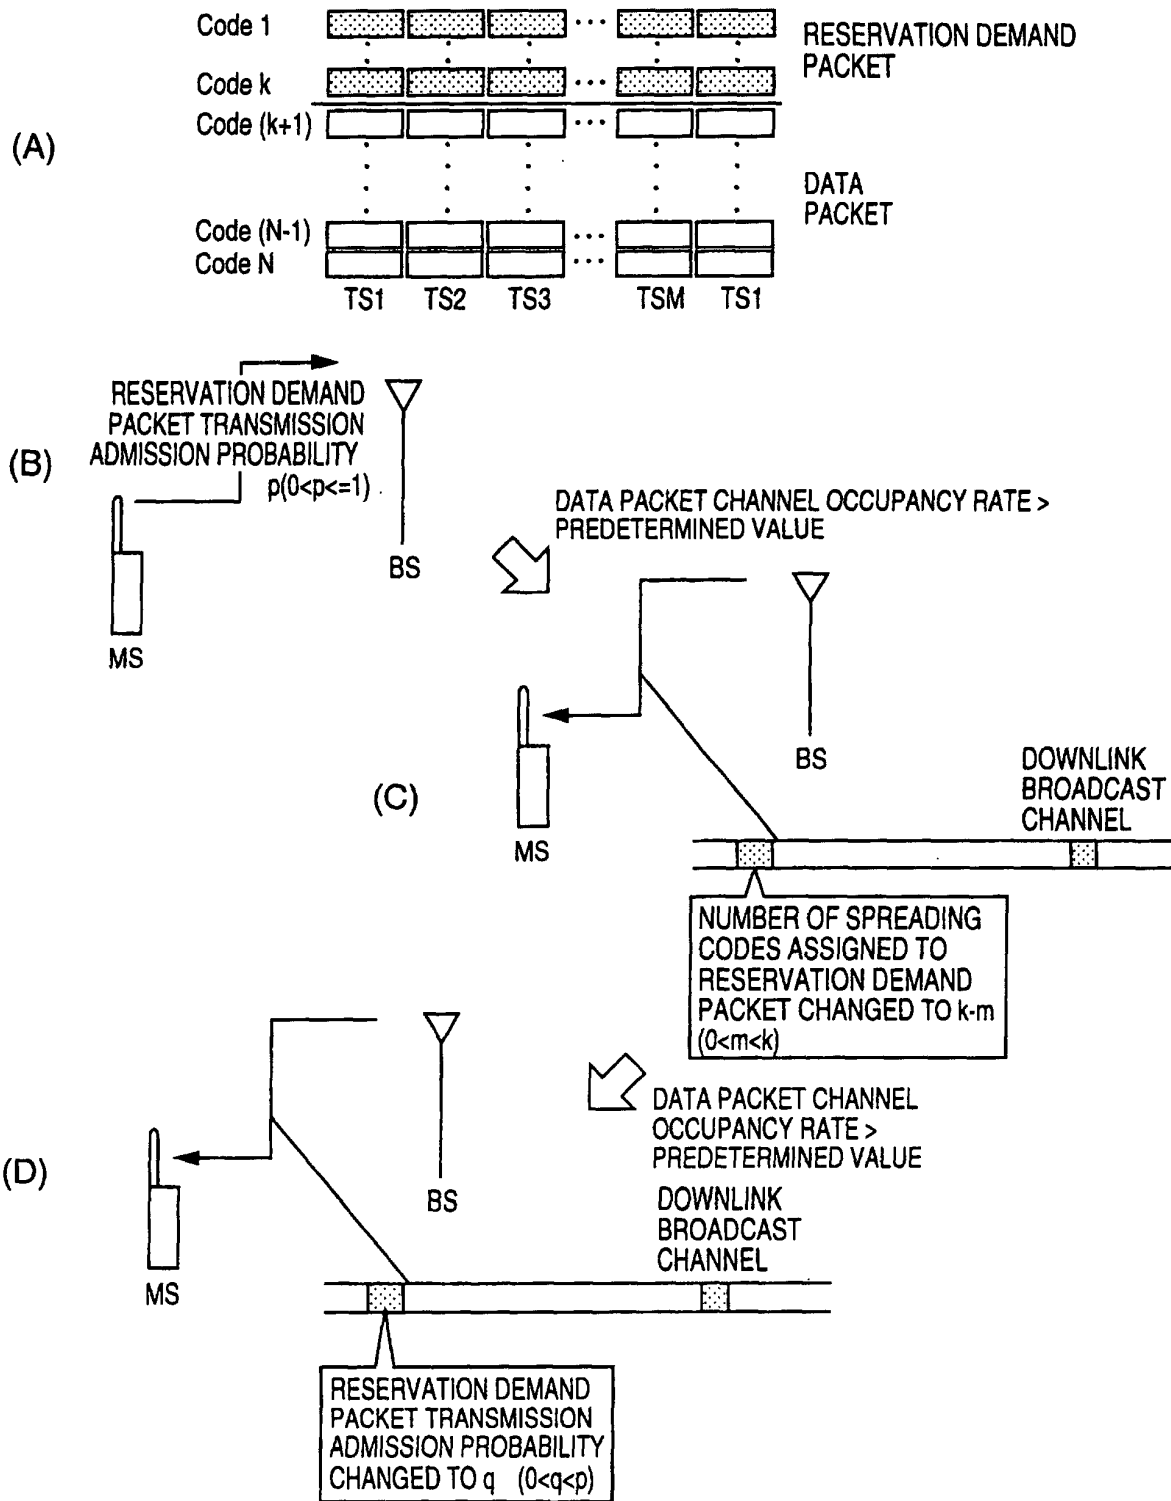 Code 1
RESERVATION DEMAND
PACKET
Code k
(A)
Code (k+1)
DATA
PACKET
Code (N-1)
Code N
TS1 TS2 TS3 TSM TS1
(B)
RESERVATION DEMAND
PACKET TRANSMISSION
ADMISSION PROBABILITY
p(0<p<=1)
BS
MS
DATA PACKET CHANNEL OCCUPANCY RATE >
PREDETERMINED VALUE
(C)
BS
MS
DOWNLINK
BROADCAST
CHANNEL
NUMBER OF SPREADING
CODES ASSIGNED TO
RESERVATION DEMAND
PACKET CHANGED TO k-m
(0<m<k)
DATA PACKET CHANNEL
OCCUPANCY RATE >
PREDETERMINED VALUE
(D)
BS
MS
DOWNLINK
BROADCAST
CHANNEL
RESERVATION DEMAND
PACKET TRANSMISSION
ADMISSION PROBABILITY
CHANGED TO q (0<q<p)